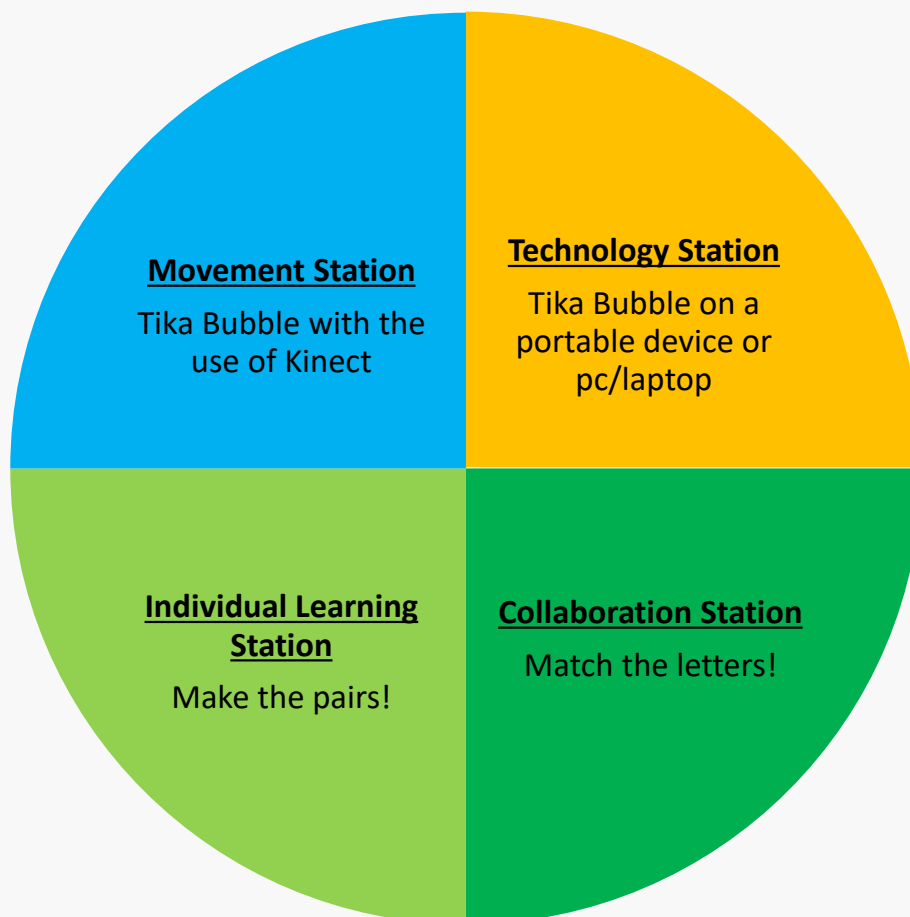 Movement Station
Tika Bubble with the
use of Kinect
Technology Station
Tika Bubble on a
portable device or
pc/laptop
Individual Learning
Station
Make the pairs!
Collaboration Station
Match the letters!